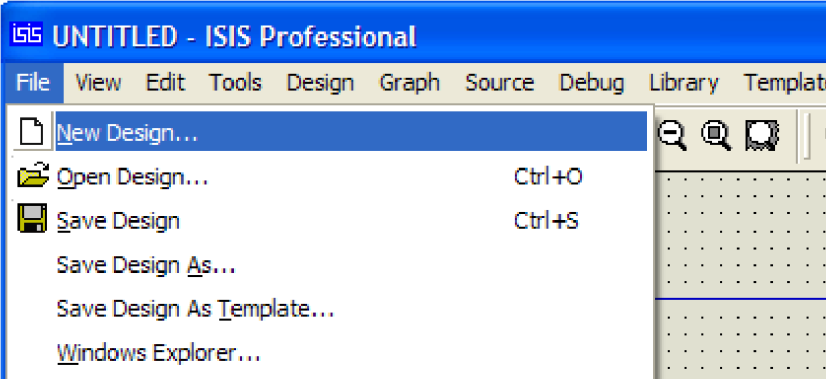 isis UNTITLED - ISIS Professional
File View Edit Tools Design Graph Source Debug Library Templat
New Design...
Open Design... Ctrl+O
Save Design Ctrl+S
Save Design As...
Save Design As Template...
Windows Explorer...